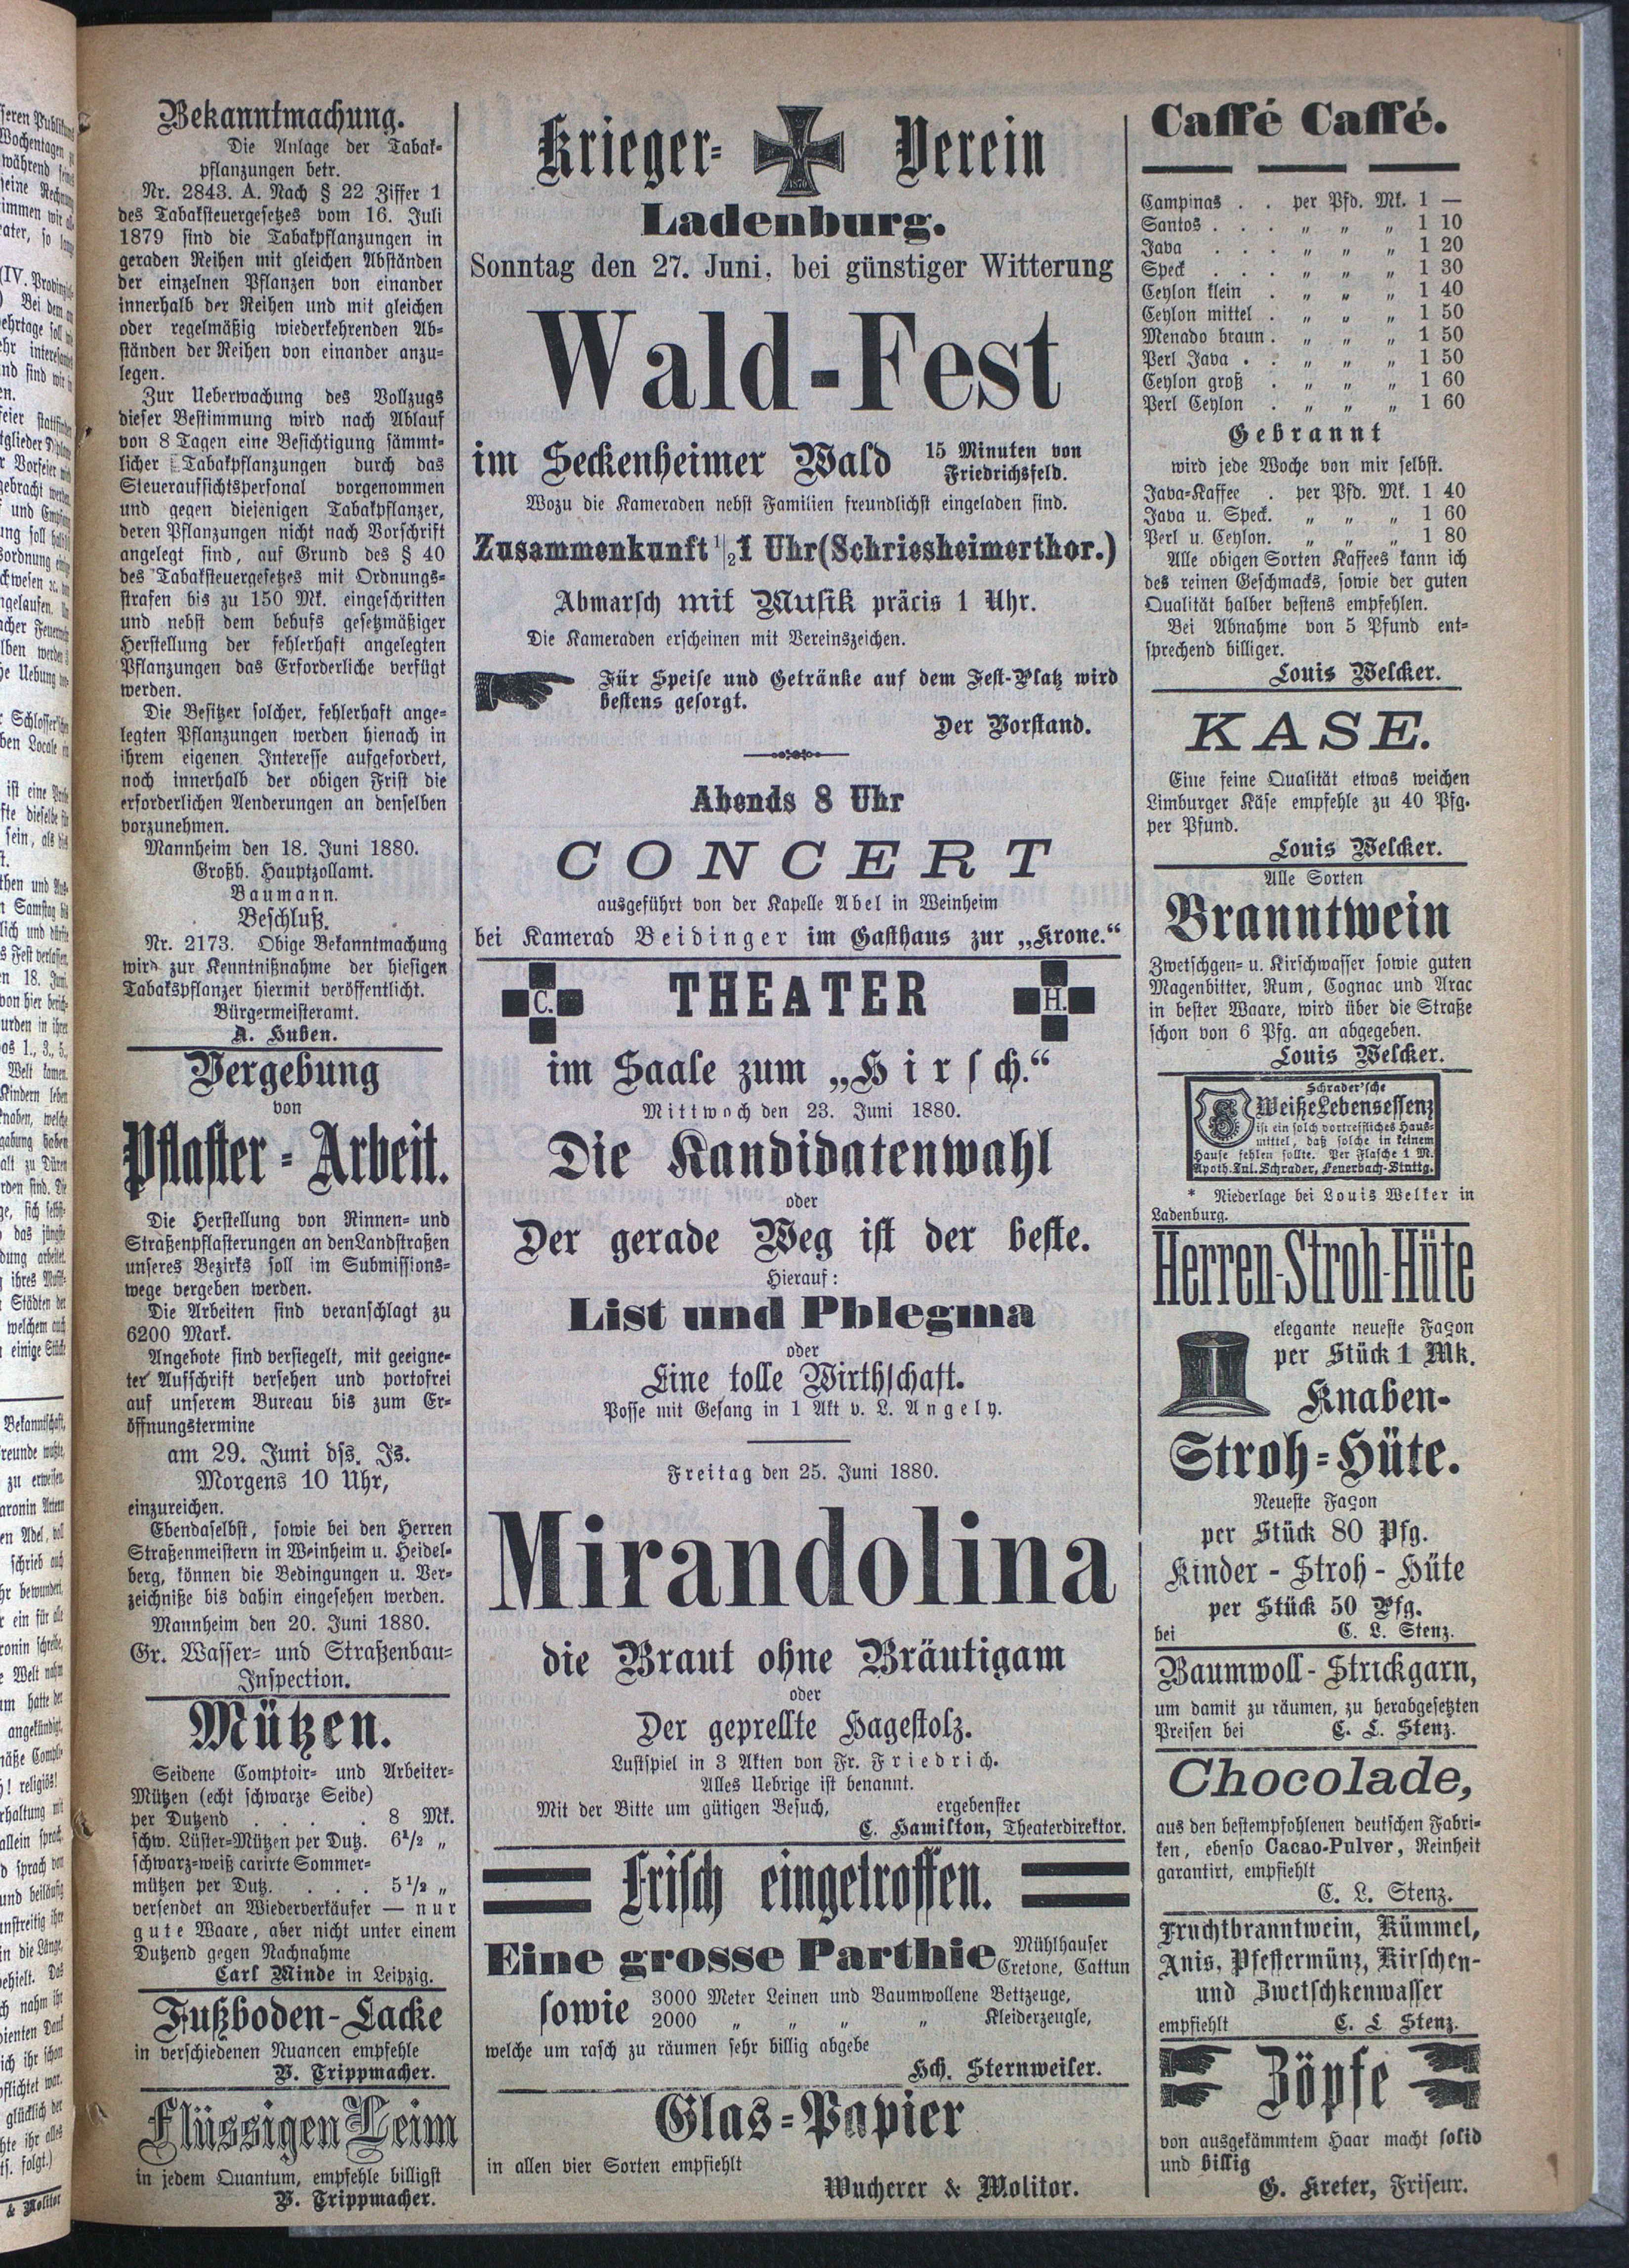 Bekanntmachung.
Die Anlage der Tabak-
pflanzungen betr.
Nr. 2843. A. Nach § 22 Ziffer 1
des Tabaksteuergesetzes vom 16. Juli
1879 sind die Tabakpflanzungen in
geraden Reihen mit gleichen Abständen
der einzelnen Pflanzen von einander
innerhalb der Reihen und mit gleichen
oder regelmäßig wiederkehrenden Ab-
ständen der Reihen von einander anzu-
legen.
Zur Ueberwachung des Vollzugs
dieser Bestimmung wird nach Ablauf
von 8 Tagen eine Besichtigung sämmt-
licher Tabakpflanzungen durch das
Steueraufsichtspersonal vorgenommen
und gegen diejenigen Tabakpflanzer,
deren Pflanzungen nicht nach Vorschrift
angelegt sind, auf Grund des § 40
des Tabaksteuergesetzes mit Ordnungs-
strafen bis zu 150 Mk. eingeschritten
und nebst dem behufs gesetzmäßiger
Herstellung der fehlerhaft angelegten
Pflanzungen das Erforderliche verfügt
werden.
Die Besitzer solcher, fehlerhaft ange-
legten Pflanzungen werden hienach in
ihrem eigenen Interesse aufgefordert,
noch innerhalb der obigen Frist die
erforderlichen Aenderungen an denselben
vorzunehmen.
Mannheim den 18. Juni 1880.
Großh. Hauptzollamt.
Baumann.
Beschluß.
Nr. 2173. Obige Bekanntmachung
wird zur Kenntnißnahme der hiesigen
Tabakspflanzer hiermit veröffentlicht.
Bürgermeisteramt.
A. Huben.
Vergebung
von
Pflaster-Arbeit.
Die Herstellung von Rinnen- und
Straßenpflasterungen an den Landstraßen
unseres Bezirks soll im Submissions-
wege vergeben werden.
Die Arbeiten sind veranschlagt zu
6200 Mark.
Angebote sind versiegelt, mit geeigne-
ter Aufschrift versehen und portofrei
auf unserem Bureau bis zum Er-
öffnungstermine
am 29. Juni dss. Js.
Morgens 10 Uhr,
einzureichen.
Ebendaselbst, sowie bei den Herren
Straßenmeistern in Weinheim u. Heidel-
berg, können die Bedingungen u. Ver-
zeichniße bis dahin eingesehen werden.
Mannheim den 20. Juni 1880.
Gr. Wasser- und Straßenbau-
Inspection.
Mützen.
Seidene Comptoir- und Arbeiter-
Mützen (echt schwarze Seide)
per Dutzend . . . . 8 Mk.
schw. Lüster-Mützen per Dutz. 6 1/2 „
schwarz-weiß carirte Sommer-
mützen per Dutz. . . . 5 1/2 „
versendet an Wiederverkäufer — nur
gute Waare, aber nicht unter einem
Dutzend gegen Nachnahme
Carl Minde in Leipzig.
Fußboden-Lacke
in verschiedenen Nuancen empfehle
V. Trippmacher.
Flüssigen Leim
in jedem Quantum, empfehle billigst
V. Trippmacher.
Krieger- Verein
W
1870
Ladenburg.
Sonntag den 27. Juni, bei günstiger Witterung
Wald-Fest
im Seckenheimer Wald 15 Minuten von
Friedrichsfeld.
Wozu die Kameraden nebst Familien freundlichst eingeladen sind.
Zusammenkunft 1/2 1 Uhr (Schriesheimerthor.)
Abmarsch mit Musik präcis 1 Uhr.
Die Kameraden erscheinen mit Vereinszeichen.
Für Speise und Getränke auf dem Fest-Platz wird
bestens gesorgt.
Der Vorstand.
Abends 8 Uhr
CONCERT
ausgeführt von der Kapelle Abel in Weinheim
bei Kamerad Beidinger im Gasthaus zur „Krone.“
C. THEATER H.
im Saale zum „Hirsch.“
Mittwoch den 23. Juni 1880.
Die Kandidatenwahl
oder
Der gerade Weg ist der beste.
Hierauf:
List und Phlegma
oder
Eine tolle Wirthschaft.
Posse mit Gesang in 1 Akt v. L. Angely.
Freitag den 25. Juni 1880.
Mirandolina
die Braut ohne Bräutigam
oder
Der geprellte Hagestolz.
Lustspiel in 3 Akten von Fr. Friedrich.
Alles Uebrige ist benannt.
Mit der Bitte um gütigen Besuch, ergebenster
C. Hamilton, Theaterdirektor.
Frisch eingetroffen.
Eine grosse Parthie Mühlhauser
Cretone, Cattun
sowie 3000 Meter Leinen und Baumwollene Bettzeuge,
2000 „ „ „ „ Kleiderzeugle,
welche um rasch zu räumen sehr billig abgebe
Hch. Sternweiler.
Glas-Papier
in allen vier Sorten empfiehlt
Wucherer & Molitor.
Caffé Caffé.
Campinas . . per Pfd. Mk. 1 —
Santos . . . „ „ „ 1 10
Java . . . „ „ „ 1 20
Speck . . . „ „ „ 1 30
Ceylon klein . „ „ „ 1 40
Ceylon mittel . „ „ „ 1 50
Menado braun . „ „ „ 1 50
Perl Java . . „ „ „ 1 50
Ceylon groß . „ „ „ 1 60
Perl Ceylon . „ „ „ 1 60
Gebrannt
wird jede Woche von mir selbst.
Java-Kaffee . per Pfd. Mk. 1 40
Java u. Speck. „ „ „ 1 60
Perl u. Ceylon. „ „ „ 1 80
Alle obigen Sorten Kaffees kann ich
des reinen Geschmacks, sowie der guten
Qualität halber bestens empfehlen.
Bei Abnahme von 5 Pfund ent-
sprechend billiger.
Louis Welcker.
KASE.
Eine feine Qualität etwas weichen
Limburger Käse empfehle zu 40 Pfg.
per Pfund.
Louis Welcker.
Alle Sorten
Branntwein
Zwetschgen- u. Kirschwasser sowie guten
Magenbitter, Rum, Cognac und Arac
in bester Waare, wird über die Straße
schon von 6 Pfg. an abgegeben.
Louis Welcker.
Schrader'sche
Weiße Lebensessenz
ist ein solch vortreffliches Haus-
mittel, daß solche in keinem
Hause fehlen sollte. Per Flasche 1 M.
Apoth. Jul. Schrader, Feuerbach-Stuttg.
* Niederlage bei Louis Welker in
Ladenburg.
Herren-Stroh-Hüte
elegante neueste Façon
per Stück 1 Mk.
Knaben-
Stroh-Hüte.
Neueste Façon
per Stück 80 Pfg.
Kinder-Stroh-Hüte
per Stück 50 Pfg.
bei C. L. Stenz.
Baumwoll-Strickgarn,
um damit zu räumen, zu herabgesetzten
Preisen bei C. L. Stenz.
Chocolade,
aus den bestempfohlenen deutschen Fabri-
ken, ebenso Cacao-Pulver, Reinheit
garantirt, empfiehlt
C. L. Stenz.
Fruchtbranntwein, Kümmel,
Anis, Pfeffermünz, Kirschen-
und Zwetschkenwasser
empfiehlt C. L. Stenz.
Zöpfe
von ausgekämmtem Haar macht solid
und billig
G. Kreter, Friseur.